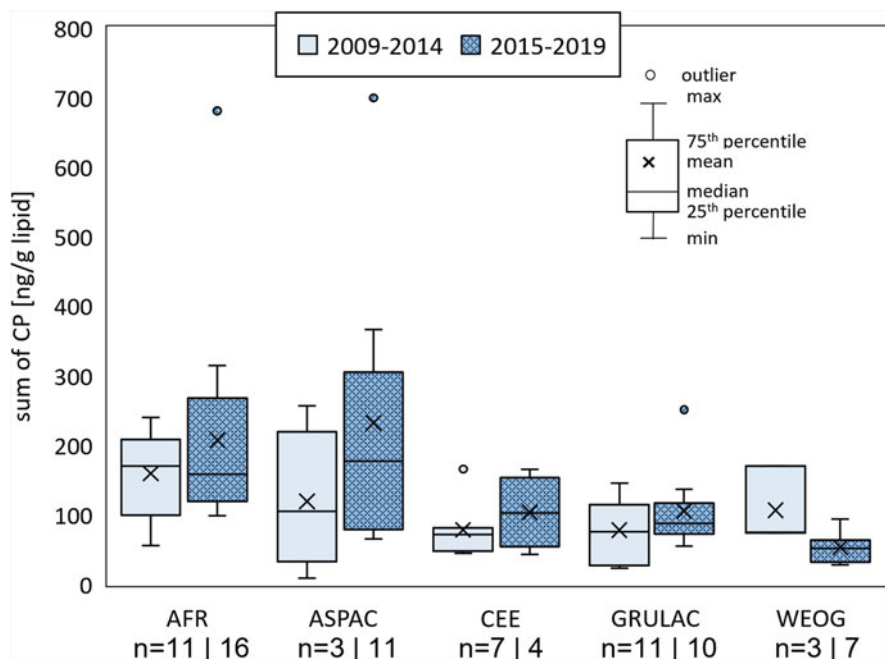 2009-2014 2015-2019
outlier
max
75th percentile
mean
median
25th percentile
min
sum of CP [ng/g lipid]
800
700
600
500
400
300
200
100
0
AFR ASPAC CEE GRULAC WEOG
n=11 | 16 n=3 | 11 n=7 | 4 n=11 | 10 n=3 | 7